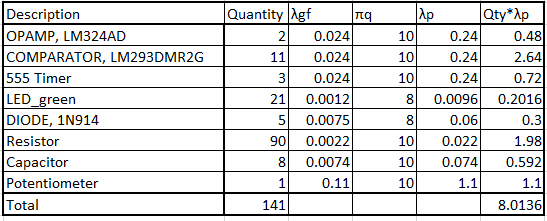 Description Quantity λgf πq λp Qty*λp
OPAMP, LM324AD 2 0.024 10 0.24 0.48
COMPARATOR, LM293DMR2G 11 0.024 10 0.24 2.64
555 Timer 3 0.024 10 0.24 0.72
LED_green 21 0.0012 8 0.0096 0.2016
DIODE, 1N914 5 0.0075 8 0.06 0.3
Resistor 90 0.0022 10 0.022 1.98
Capacitor 8 0.0074 10 0.074 0.592
Potentiometer 1 0.11 10 1.1 1.1
Total 141 8.0136